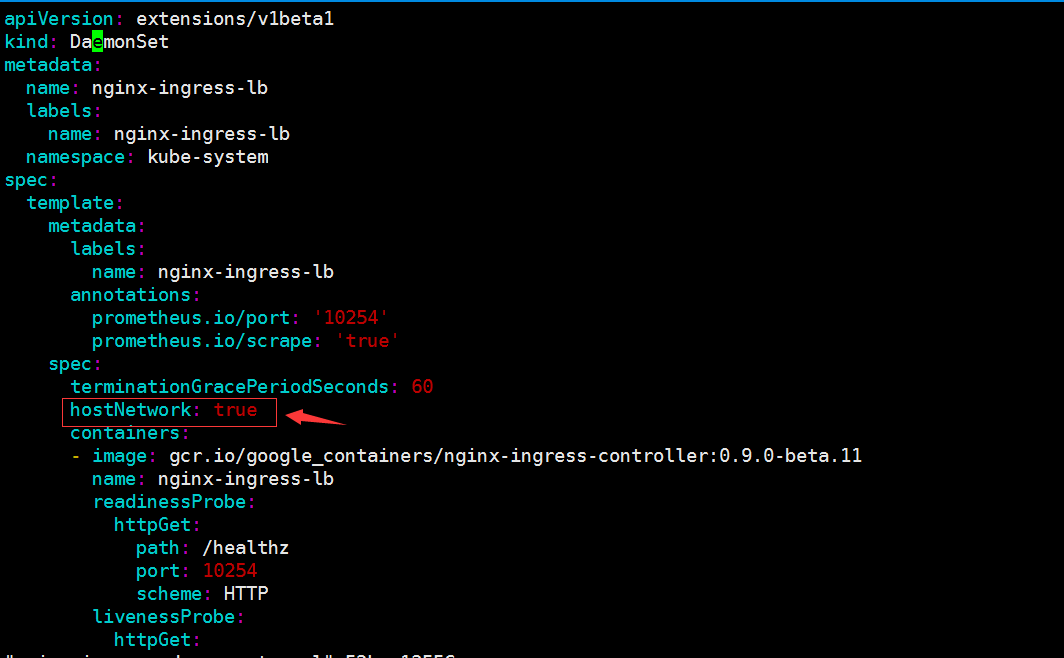 apiVersion: extensions/v1beta1
kind: DaemonSet
metadata:
  name: nginx-ingress-lb
  labels:
    name: nginx-ingress-lb
  namespace: kube-system
spec:
  template:
    metadata:
      labels:
        name: nginx-ingress-lb
      annotations:
        prometheus.io/port: '10254'
        prometheus.io/scrape: 'true'
    spec:
      terminationGracePeriodSeconds: 60
      hostNetwork: true
      containers:
      - image: gcr.io/google_containers/nginx-ingress-controller:0.9.0-beta.11
        name: nginx-ingress-lb
        readinessProbe:
          httpGet:
            path: /healthz
            port: 10254
            scheme: HTTP
        livenessProbe:
          httpGet: